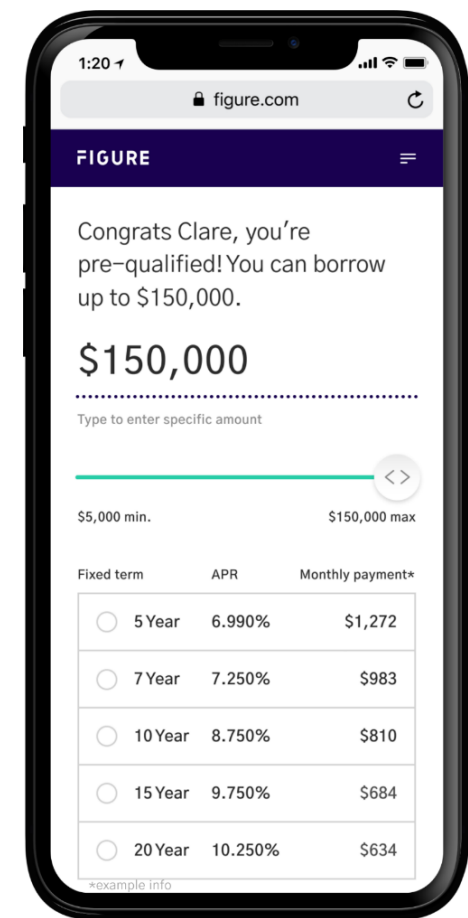 1:20
figure.com
FIGURE
Congrats Clare, you're
pre-qualified! You can borrow
up to $150,000.
$150,000
Type to enter specific amount
$5,000 min. $150,000 max
Fixed term APR Monthly payment*
5 Year 6.990% $1,272
7 Year 7.250% $983
10 Year 8.750% $810
15 Year 9.750% $684
20 Year 10.250% $634
*example info